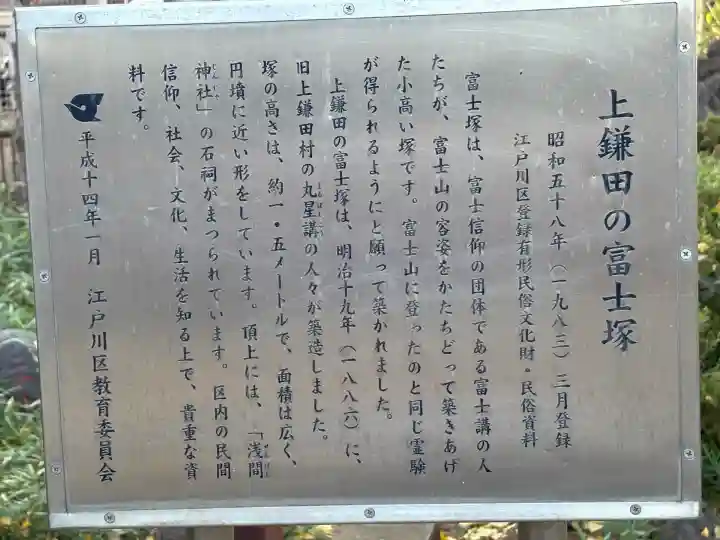 上鎌田の富士塚
昭和五十八年（一九八三）三月登録
江戸川区登録有形民俗文化財・民俗資料
富士塚は、富士信仰の団体である富士講の人
たちが、富士山の容姿をかたちどって築きあげ
た小高い塚です。富士山に登ったのと同じ霊験
が得られるようにと願って築かれました。
上鎌田の富士塚は、明治十九年（一八八六）に、
旧上鎌田村の丸星講の人々が築造しました。
塚の高さは、約一・五メートルで、面積は広く、
円墳に近い形をしています。頂上には、「浅間
神社」の石祠がまつられています。区内の民間
信仰、社会、文化、生活を知る上で、貴重な資
料です。
平成十四年一月　江戸川区教育委員会